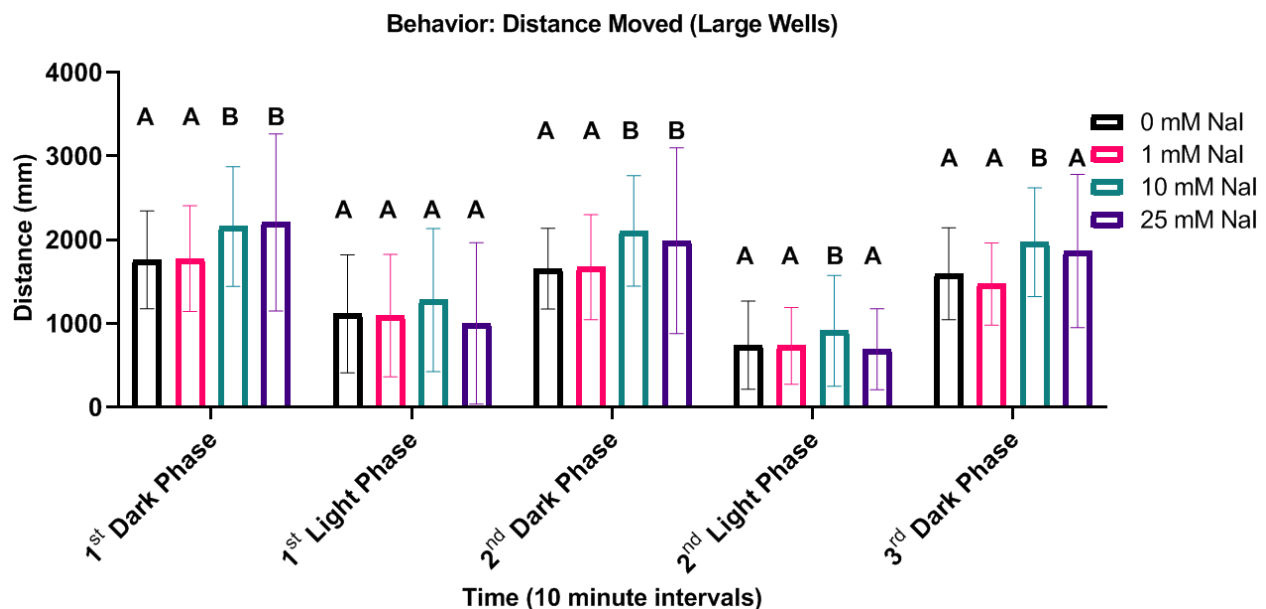 Behavior: Distance Moved (Large Wells)
Distance (mm)
4000
3000
2000
1000
0
A A B B
A A A A
A A B B
A A B A
A A B A
0 mM NaI
1 mM NaI
10 mM NaI
25 mM NaI
1st Dark Phase
1st Light Phase
2nd Dark Phase
2nd Light Phase
3rd Dark Phase
Time (10 minute intervals)